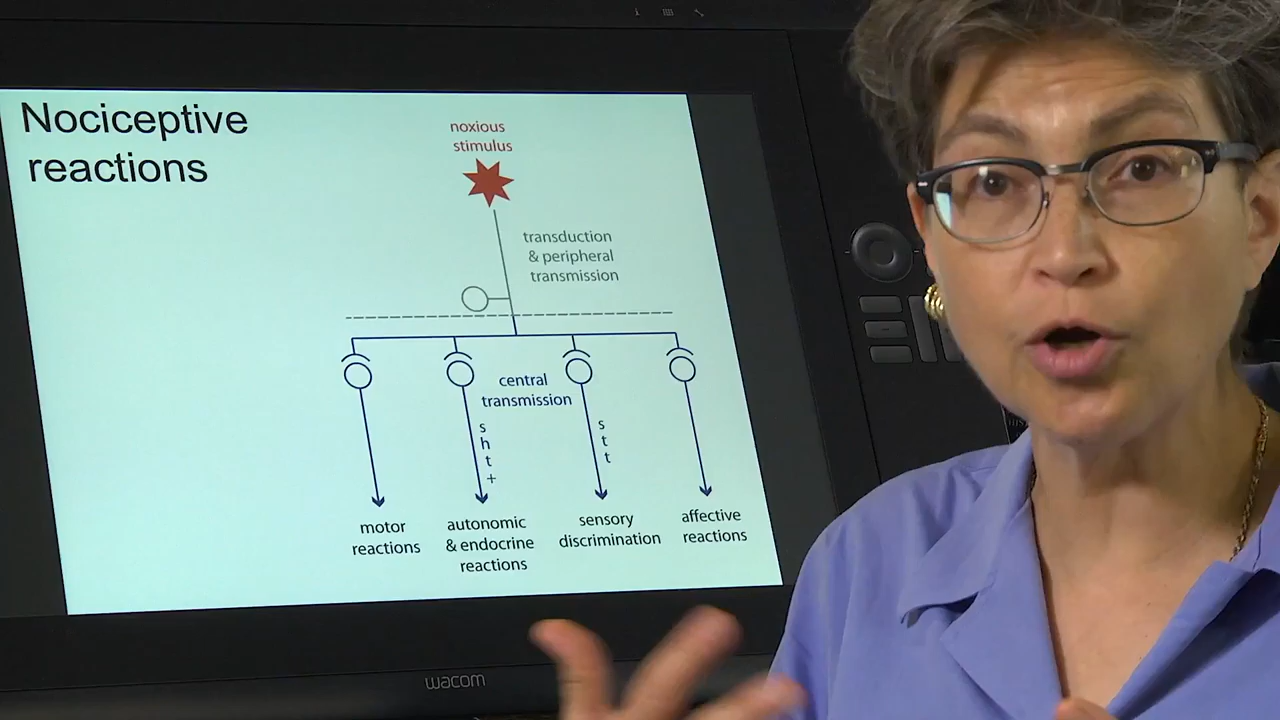 Nociceptive
reactions
noxious
stimulus
transduction
& peripheral
transmission
central
transmission
s
h
t
+
s
t
t
motor
reactions
autonomic
& endocrine
reactions
sensory
discrimination
affective
reactions
wacom